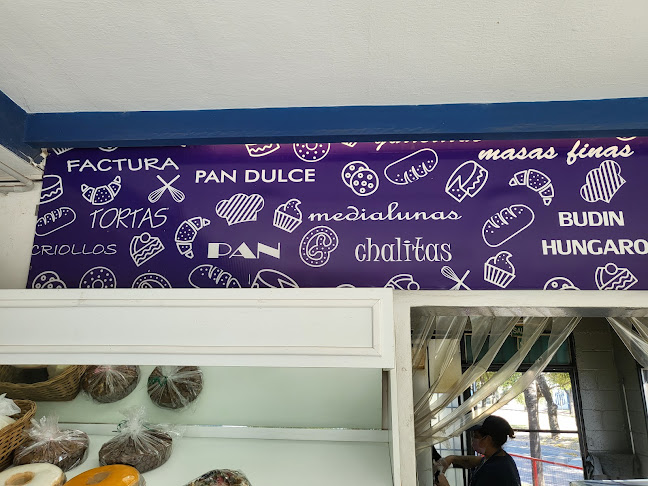 FACTURA
PAN DULCE
masas finas
TORTAS
medialunas
BUDIN
HUNGARO
CRIOLLOS
PAN
chalitas